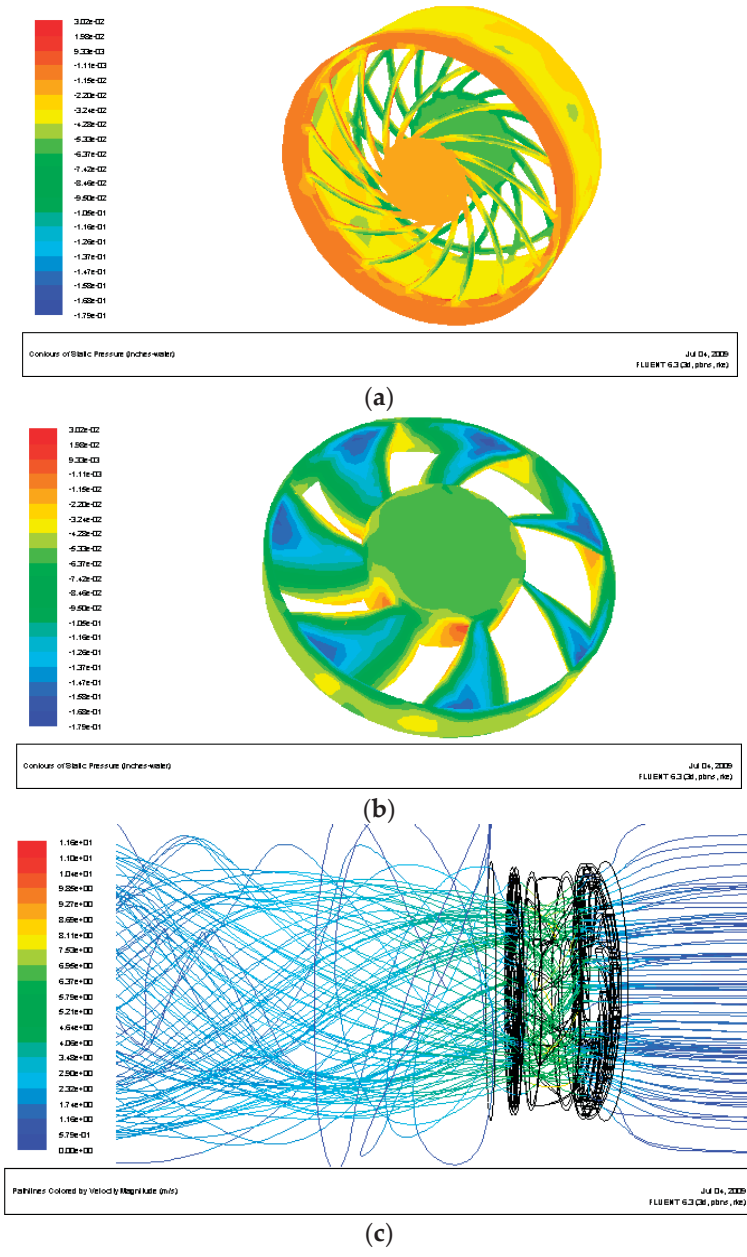 3.02e-02
1.98e-02
9.33e-03
-1.11e-03
-1.15e-02
-2.20e-02
-3.24e-02
-4.28e-02
-5.33e-02
-6.37e-02
-7.42e-02
-8.46e-02
-9.50e-02
-1.05e-01
-1.16e-01
-1.26e-01
-1.37e-01
-1.47e-01
-1.58e-01
-1.68e-01
-1.79e-01
Contours of Static Pressure (inches-water)
Jul 04, 2009
FLUENT 6.3 (3d, pbns, rke)
(a)
3.02e-02
1.98e-02
9.33e-03
-1.11e-03
-1.15e-02
-2.20e-02
-3.24e-02
-4.28e-02
-5.33e-02
-6.37e-02
-7.42e-02
-8.46e-02
-9.50e-02
-1.05e-01
-1.16e-01
-1.26e-01
-1.37e-01
-1.47e-01
-1.58e-01
-1.68e-01
-1.79e-01
Contours of Static Pressure (inches-water)
Jul 04, 2009
FLUENT 6.3 (3d, pbns, rke)
(b)
1.16e+01
1.10e+01
1.04e+01
9.85e+00
9.27e+00
8.69e+00
8.11e+00
7.53e+00
6.95e+00
6.37e+00
5.79e+00
5.21e+00
4.64e+00
4.06e+00
3.48e+00
2.90e+00
2.32e+00
1.74e+00
1.16e+00
5.79e-01
0.00e+00
Pathlines Colored by Velocity Magnitude (m/s)
Jul 04, 2009
FLUENT 6.3 (3d, pbns, rke)
(c)